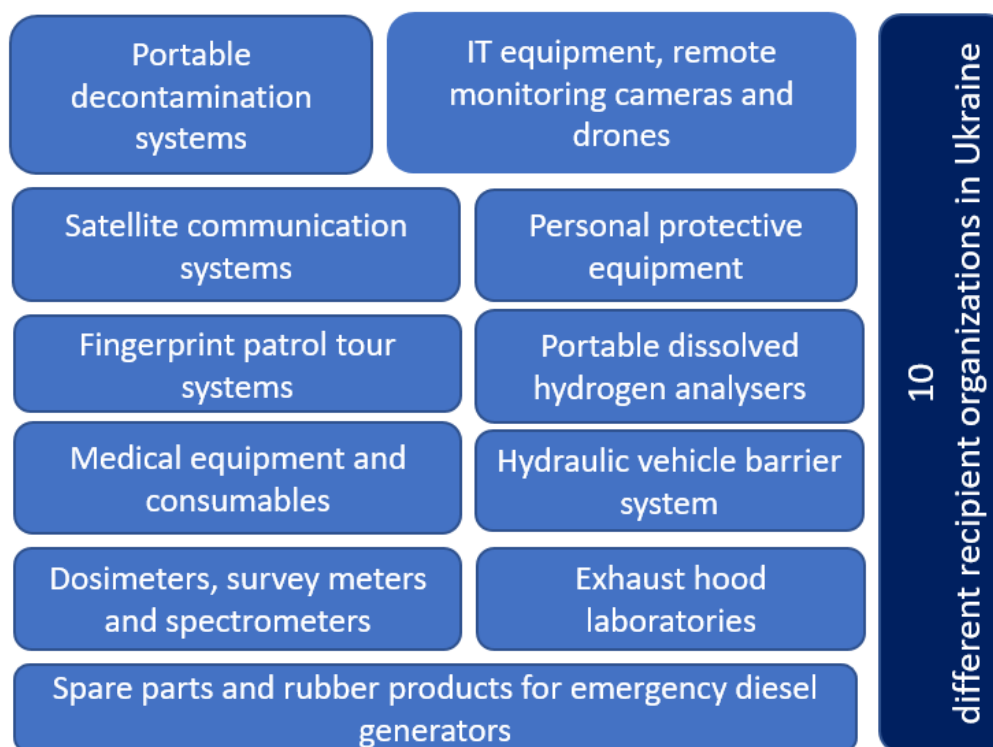 Portable
decontamination
systems
IT equipment, remote
monitoring cameras and
drones
Satellite communication
systems
Personal protective
equipment
Fingerprint patrol tour
systems
Portable dissolved
hydrogen analysers
Medical equipment and
consumables
Hydraulic vehicle barrier
system
Dosimeters, survey meters
and spectrometers
Exhaust hood
laboratories
Spare parts and rubber products for emergency diesel
generators
10
different recipient organizations in Ukraine